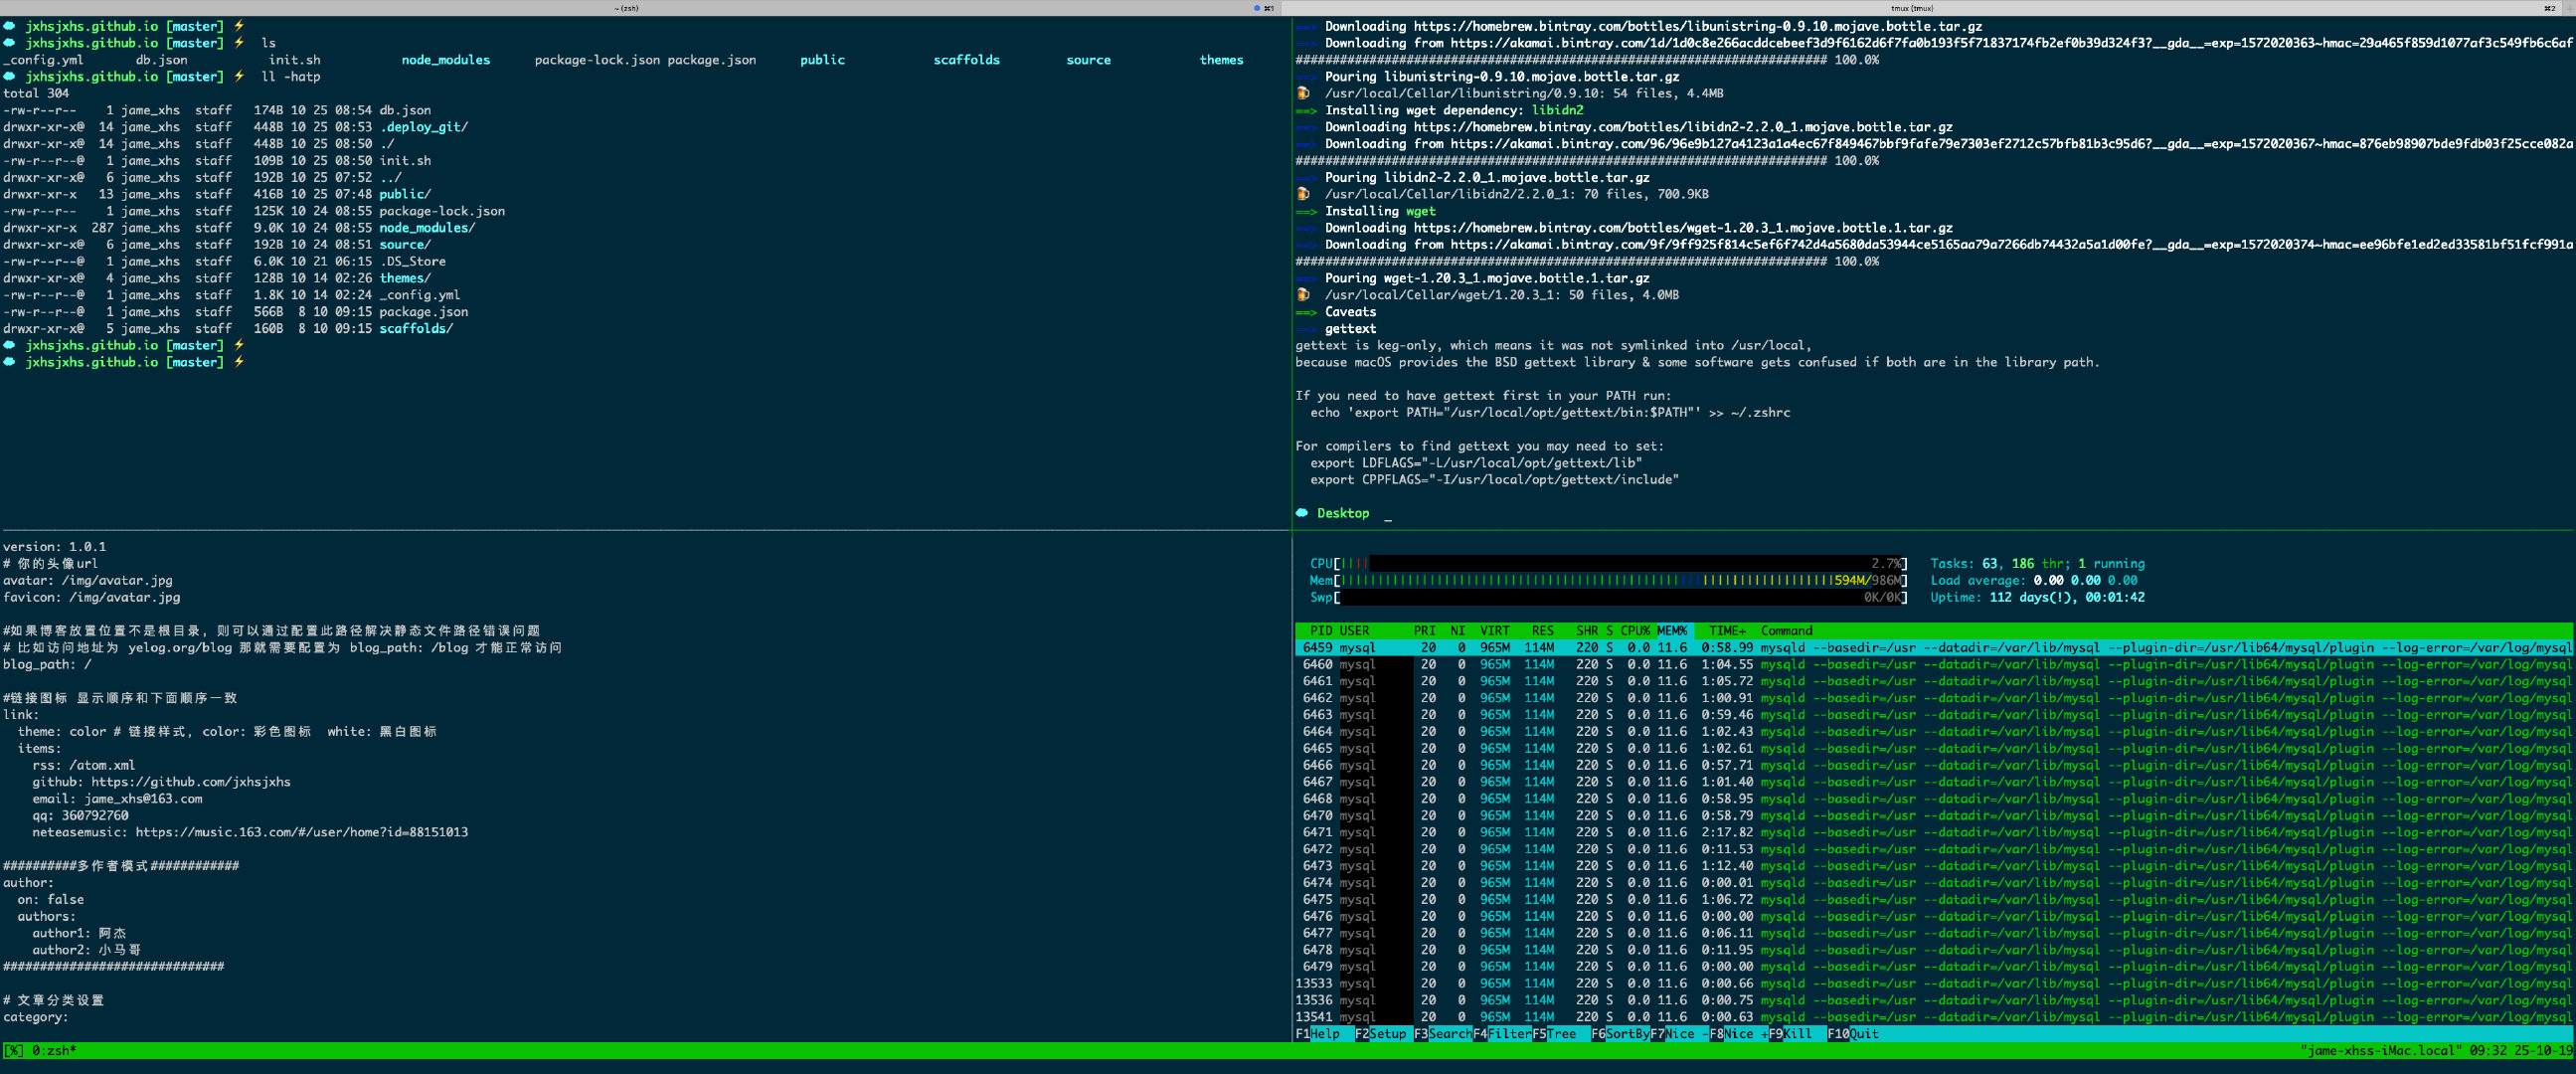 ~ (zsh)
⌘1
tmux (tmux)
⌘2
jxhsjxhs.github.io [master] ⚡
jxhsjxhs.github.io [master] ⚡ ls
_config.yml db.json init.sh node_modules package-lock.json package.json public scaffolds source themes
jxhsjxhs.github.io [master] ⚡ ll -hatp
total 304
-rw-r--r-- 1 jame_xhs staff 174B 10 25 08:54 db.json
drwxr-xr-x@ 14 jame_xhs staff 448B 10 25 08:53 .deploy_git/
drwxr-xr-x@ 14 jame_xhs staff 448B 10 25 08:50 ./
-rw-r--r--@ 1 jame_xhs staff 109B 10 25 08:50 init.sh
drwxr-xr-x@ 6 jame_xhs staff 192B 10 25 07:52 ../
drwxr-xr-x 13 jame_xhs staff 416B 10 25 07:48 public/
-rw-r--r-- 1 jame_xhs staff 125K 10 24 08:55 package-lock.json
drwxr-xr-x 287 jame_xhs staff 9.0K 10 24 08:55 node_modules/
drwxr-xr-x@ 6 jame_xhs staff 192B 10 24 08:51 source/
-rw-r--r--@ 1 jame_xhs staff 6.0K 10 21 06:15 .DS_Store
drwxr-xr-x@ 4 jame_xhs staff 128B 10 14 02:26 themes/
-rw-r--r--@ 1 jame_xhs staff 1.8K 10 14 02:24 _config.yml
-rw-r--r--@ 1 jame_xhs staff 566B 8 10 09:15 package.json
drwxr-xr-x@ 5 jame_xhs staff 160B 8 10 09:15 scaffolds/
jxhsjxhs.github.io [master] ⚡
jxhsjxhs.github.io [master] ⚡
==> Downloading https://homebrew.bintray.com/bottles/libunistring-0.9.10.mojave.bottle.tar.gz
==> Downloading from https://akamai.bintray.com/1d/1d0c8e266acddcebeef3d9f6162d6f7fa0b193f5f71837174fb2ef0b39d324f3?__gda__=exp=1572020363~hmac=29a465f859d1077af3c549fb6c6af
######################################################################## 100.0%
==> Pouring libunistring-0.9.10.mojave.bottle.tar.gz
🍺 /usr/local/Cellar/libunistring/0.9.10: 54 files, 4.4MB
==> Installing wget dependency: libidn2
==> Downloading https://homebrew.bintray.com/bottles/libidn2-2.2.0_1.mojave.bottle.tar.gz
==> Downloading from https://akamai.bintray.com/96/96e9b127a4123a1a4ec67f849467bbf9fafe79e7303ef2712c57bfb81b3c95d6?__gda__=exp=1572020367~hmac=876eb98907bde9fdb03f25cce082a
######################################################################## 100.0%
==> Pouring libidn2-2.2.0_1.mojave.bottle.tar.gz
🍺 /usr/local/Cellar/libidn2/2.2.0_1: 70 files, 700.9KB
==> Installing wget
==> Downloading https://homebrew.bintray.com/bottles/wget-1.20.3_1.mojave.bottle.1.tar.gz
==> Downloading from https://akamai.bintray.com/9f/9ff925f814c5ef6f742d4a5680da53944ce5165aa79a7266db74432a5a1d00fe?__gda__=exp=1572020374~hmac=ee96bfe1ed2ed33581bf51fcf991a
######################################################################## 100.0%
==> Pouring wget-1.20.3_1.mojave.bottle.1.tar.gz
🍺 /usr/local/Cellar/wget/1.20.3_1: 50 files, 4.0MB
==> Caveats
==> gettext
gettext is keg-only, which means it was not symlinked into /usr/local,
because macOS provides the BSD gettext library & some software gets confused if both are in the library path.
If you need to have gettext first in your PATH run:
echo 'export PATH="/usr/local/opt/gettext/bin:$PATH"' >> ~/.zshrc
For compilers to find gettext you may need to set:
export LDFLAGS="-L/usr/local/opt/gettext/lib"
export CPPFLAGS="-I/usr/local/opt/gettext/include"
Desktop _
version: 1.0.1
# 你的头像url
avatar: /img/avatar.jpg
favicon: /img/avatar.jpg
#如果博客放置位置不是根目录, 则可以通过配置此路径解决静态文件路径错误问题
# 比如访问地址为 yelog.org/blog 那就需要配置为 blog_path: /blog 才能正常访问
blog_path: /
#链接图标 显示顺序和下面顺序一致
link:
theme: color # 链接样式, color: 彩色图标 white: 黑白图标
items:
rss: /atom.xml
github: https://github.com/jxhsjxhs
email: jame_xhs@163.com
qq: 360792760
neteasemusic: https://music.163.com/#/user/home?id=88151013
##########多作者模式############
author:
on: false
authors:
author1: 阿杰
author2: 小马哥
##############################
# 文章分类设置
category:
CPU[|||| 2.7%] Tasks: 63, 186 thr; 1 running
Mem[||||||||||||||||||||||||||||||||||||||||||||||||||||||||||||||||||594M/986M] Load average: 0.00 0.00 0.00
Swp[ 0K/0K] Uptime: 112 days(!), 00:01:42
PID USER PRI NI VIRT RES SHR S CPU% MEM% TIME+ Command
6459 mysql 20 0 965M 114M 220 S 0.0 11.6 0:58.99 mysqld --basedir=/usr --datadir=/var/lib/mysql --plugin-dir=/usr/lib64/mysql/plugin --log-error=/var/log/mysql
6460 mysql 20 0 965M 114M 220 S 0.0 11.6 1:04.55 mysqld --basedir=/usr --datadir=/var/lib/mysql --plugin-dir=/usr/lib64/mysql/plugin --log-error=/var/log/mysql
6461 mysql 20 0 965M 114M 220 S 0.0 11.6 1:05.72 mysqld --basedir=/usr --datadir=/var/lib/mysql --plugin-dir=/usr/lib64/mysql/plugin --log-error=/var/log/mysql
6462 mysql 20 0 965M 114M 220 S 0.0 11.6 1:00.91 mysqld --basedir=/usr --datadir=/var/lib/mysql --plugin-dir=/usr/lib64/mysql/plugin --log-error=/var/log/mysql
6463 mysql 20 0 965M 114M 220 S 0.0 11.6 0:59.46 mysqld --basedir=/usr --datadir=/var/lib/mysql --plugin-dir=/usr/lib64/mysql/plugin --log-error=/var/log/mysql
6464 mysql 20 0 965M 114M 220 S 0.0 11.6 1:02.43 mysqld --basedir=/usr --datadir=/var/lib/mysql --plugin-dir=/usr/lib64/mysql/plugin --log-error=/var/log/mysql
6465 mysql 20 0 965M 114M 220 S 0.0 11.6 1:02.61 mysqld --basedir=/usr --datadir=/var/lib/mysql --plugin-dir=/usr/lib64/mysql/plugin --log-error=/var/log/mysql
6466 mysql 20 0 965M 114M 220 S 0.0 11.6 0:57.71 mysqld --basedir=/usr --datadir=/var/lib/mysql --plugin-dir=/usr/lib64/mysql/plugin --log-error=/var/log/mysql
6467 mysql 20 0 965M 114M 220 S 0.0 11.6 1:01.40 mysqld --basedir=/usr --datadir=/var/lib/mysql --plugin-dir=/usr/lib64/mysql/plugin --log-error=/var/log/mysql
6468 mysql 20 0 965M 114M 220 S 0.0 11.6 0:58.95 mysqld --basedir=/usr --datadir=/var/lib/mysql --plugin-dir=/usr/lib64/mysql/plugin --log-error=/var/log/mysql
6470 mysql 20 0 965M 114M 220 S 0.0 11.6 0:58.79 mysqld --basedir=/usr --datadir=/var/lib/mysql --plugin-dir=/usr/lib64/mysql/plugin --log-error=/var/log/mysql
6471 mysql 20 0 965M 114M 220 S 0.0 11.6 2:17.82 mysqld --basedir=/usr --datadir=/var/lib/mysql --plugin-dir=/usr/lib64/mysql/plugin --log-error=/var/log/mysql
6472 mysql 20 0 965M 114M 220 S 0.0 11.6 0:11.53 mysqld --basedir=/usr --datadir=/var/lib/mysql --plugin-dir=/usr/lib64/mysql/plugin --log-error=/var/log/mysql
6473 mysql 20 0 965M 114M 220 S 0.0 11.6 1:12.40 mysqld --basedir=/usr --datadir=/var/lib/mysql --plugin-dir=/usr/lib64/mysql/plugin --log-error=/var/log/mysql
6474 mysql 20 0 965M 114M 220 S 0.0 11.6 0:00.01 mysqld --basedir=/usr --datadir=/var/lib/mysql --plugin-dir=/usr/lib64/mysql/plugin --log-error=/var/log/mysql
6475 mysql 20 0 965M 114M 220 S 0.0 11.6 1:06.72 mysqld --basedir=/usr --datadir=/var/lib/mysql --plugin-dir=/usr/lib64/mysql/plugin --log-error=/var/log/mysql
6476 mysql 20 0 965M 114M 220 S 0.0 11.6 0:00.00 mysqld --basedir=/usr --datadir=/var/lib/mysql --plugin-dir=/usr/lib64/mysql/plugin --log-error=/var/log/mysql
6477 mysql 20 0 965M 114M 220 S 0.0 11.6 0:06.11 mysqld --basedir=/usr --datadir=/var/lib/mysql --plugin-dir=/usr/lib64/mysql/plugin --log-error=/var/log/mysql
6478 mysql 20 0 965M 114M 220 S 0.0 11.6 0:11.95 mysqld --basedir=/usr --datadir=/var/lib/mysql --plugin-dir=/usr/lib64/mysql/plugin --log-error=/var/log/mysql
6479 mysql 20 0 965M 114M 220 S 0.0 11.6 0:00.00 mysqld --basedir=/usr --datadir=/var/lib/mysql --plugin-dir=/usr/lib64/mysql/plugin --log-error=/var/log/mysql
13533 mysql 20 0 965M 114M 220 S 0.0 11.6 0:00.66 mysqld --basedir=/usr --datadir=/var/lib/mysql --plugin-dir=/usr/lib64/mysql/plugin --log-error=/var/log/mysql
13536 mysql 20 0 965M 114M 220 S 0.0 11.6 0:00.75 mysqld --basedir=/usr --datadir=/var/lib/mysql --plugin-dir=/usr/lib64/mysql/plugin --log-error=/var/log/mysql
13541 mysql 20 0 965M 114M 220 S 0.0 11.6 0:00.63 mysqld --basedir=/usr --datadir=/var/lib/mysql --plugin-dir=/usr/lib64/mysql/plugin --log-error=/var/log/mysql
F1Help F2Setup F3SearchF4FilterF5Tree F6SortByF7Nice -F8Nice +F9Kill F10Quit
[%] 0:zsh* "jame-xhss-iMac.local" 09:32 25-10-19